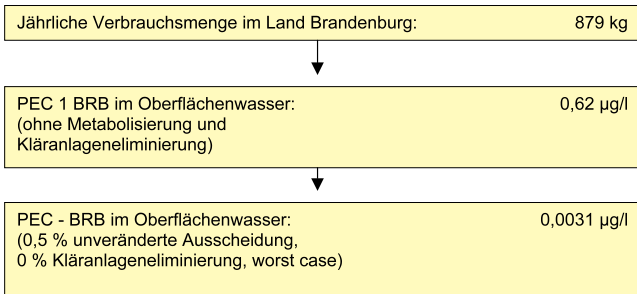 Jährliche Verbrauchsmenge im Land Brandenburg: 879 kg
PEC 1 BRB im Oberflächenwasser: 0,62 µg/l
(ohne Metabolisierung und
Kläranlageneliminierung)
PEC - BRB im Oberflächenwasser: 0,0031 µg/l
(0,5 % unveränderte Ausscheidung,
0 % Kläranlageneliminierung, worst case)